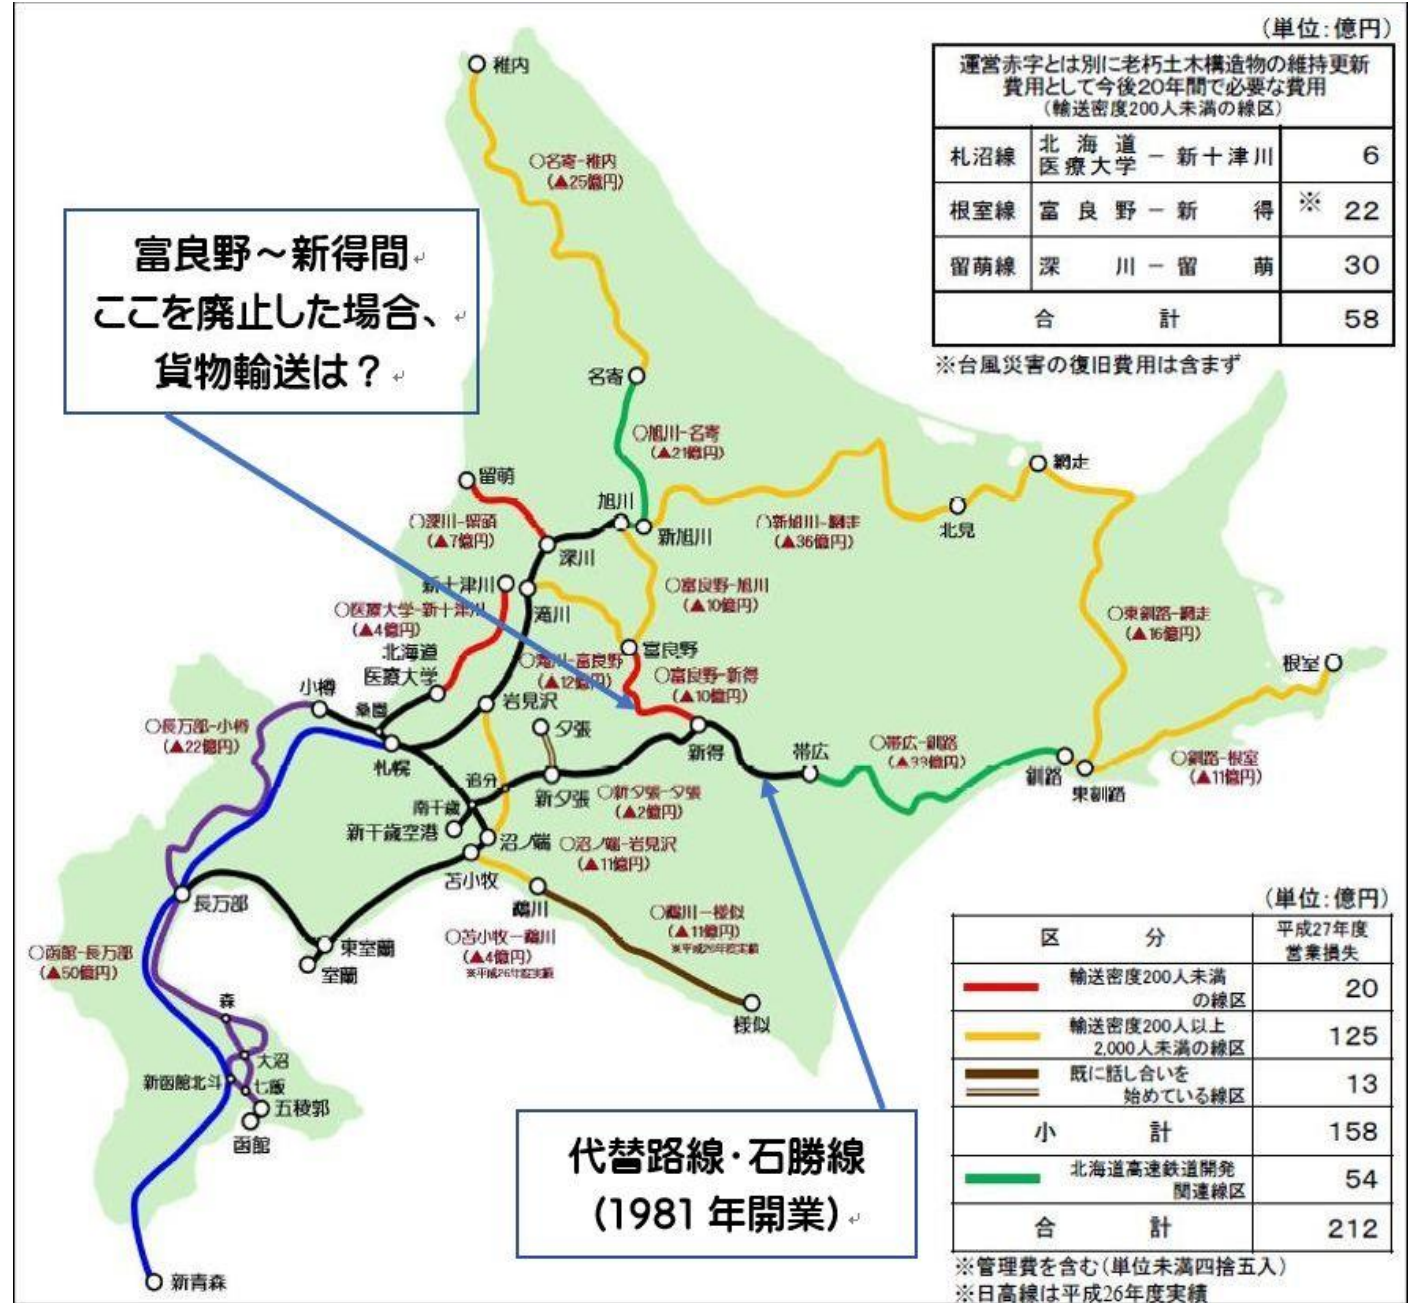 (単位:億円)
運営赤字とは別に老朽土木構造物の維持更新
費用として今後20年間で必要な費用
(輸送密度200人未満の線区)
札沼線 北海道医療大学 − 新十津川 6
根室線 富良野 − 新得 ※ 22
留萌線 深川 − 留萌 30
合計 58
※台風災害の復旧費用は含まず
富良野～新得間
ここを廃止した場合、
貨物輸送は？
稚内
○名寄-稚内
(▲25億円)
名寄
○旭川-名寄
(▲21億円)
留萌
○深川-留萌
(▲7億円)
旭川
新旭川
深川
○新旭川-網走
(▲36億円)
網走
北見
新十津川
滝川
○医療大学-新十津川
(▲4億円)
北海道
医療大学
○富良野-旭川
(▲10億円)
富良野
○滝川-富良野
(▲12億円)
○富良野-新得
(▲10億円)
○東釧路-網走
(▲16億円)
根室
小樽
桑園
岩見沢
夕張
札幌
新得
帯広
○長万部-小樽
(▲22億円)
○帯広-釧路
(▲33億円)
釧路
東釧路
○釧路-根室
(▲11億円)
追分
南千歳
新千歳空港
新夕張
○新夕張-夕張
(▲2億円)
沼ノ端
○沼ノ端-岩見沢
(▲11億円)
苫小牧
鵡川
長万部
東室蘭
室蘭
○苫小牧-鵡川
(▲4億円)
※平成26年度実績
○鵡川-様似
(▲11億円)
※平成26年度実績
様似
○函館-長万部
(▲50億円)
森
大沼
新函館北斗
七飯
五稜郭
函館
新青森
代替路線・石勝線
(1981 年開業)
(単位:億円)
区分 平成27年度
営業損失
輸送密度200人未満
の線区 20
輸送密度200人以上
2,000人未満の線区 125
既に話し合いを
始めている線区 13
小計 158
北海道高速鉄道開発
関連線区 54
合計 212
※管理費を含む(単位未満四捨五入)
※日高線は平成26年度実績